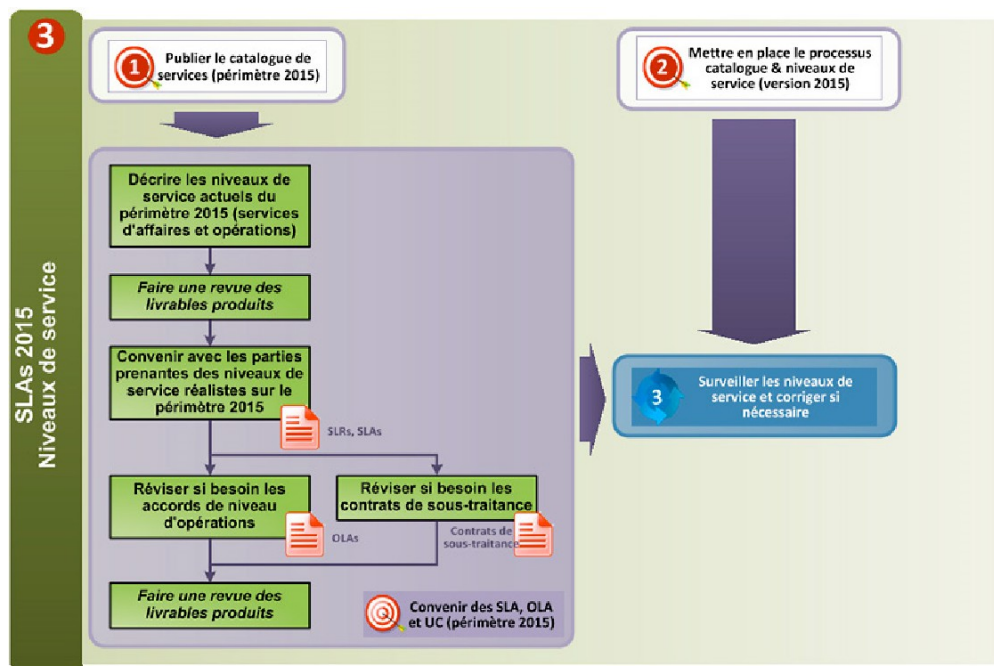 3
SLAs 2015
Niveaux de service
1
Publier le catalogue de
services (périmètre 2015)
2
Mettre en place le processus
catalogue & niveaux de
service (version 2015)
Décrire les niveaux de
service actuels du
périmètre 2015 (services
d'affaires et opérations)
Faire une revue des
livrables produits
Convenir avec les parties
prenantes des niveaux de
service réalistes sur le
périmètre 2015
SLRs, SLAs
Réviser si besoin les
accords de niveau
d'opérations
OLAs
Réviser si besoin les
contrats de sous-traitance
Contrats de
sous-traitance
Faire une revue des
livrables produits
Convenir des SLA, OLA
et UC (périmètre 2015)
3
Surveiller les niveaux de
service et corriger si
nécessaire